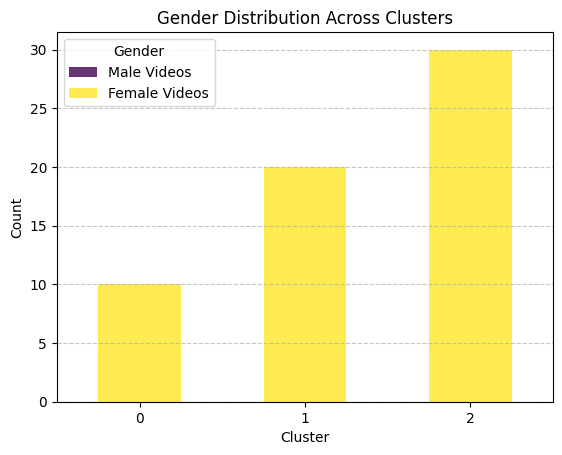 Gender Distribution Across Clusters
Gender
Male Videos
Female Videos
30
25
20
15
10
5
0
Count
0 1 2
Cluster